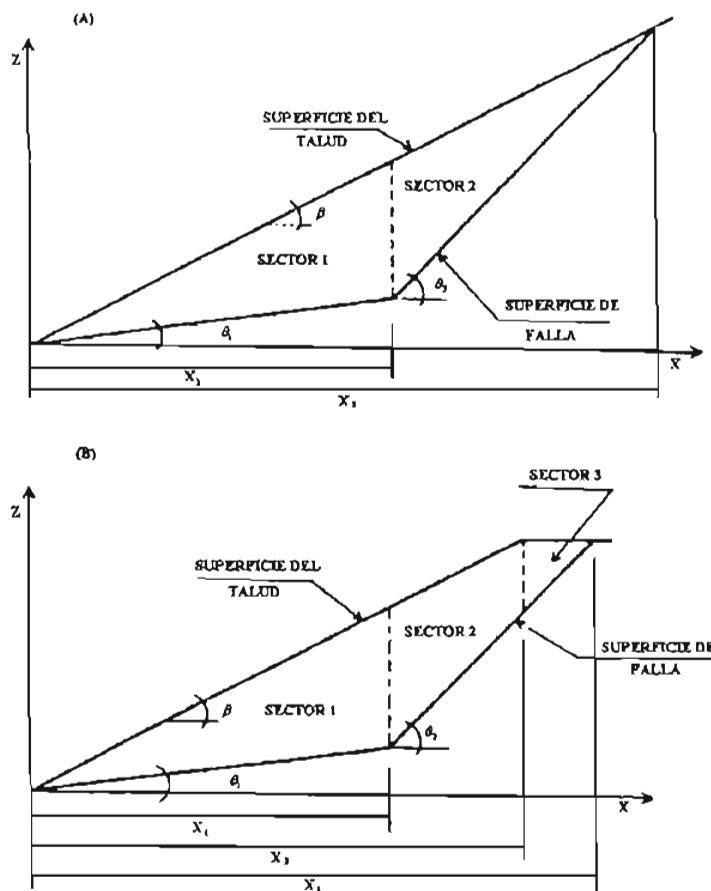 (A)
Z
SUPERFICIE DEL
TALUD
SECTOR 2
β
SECTOR 1
θ₂
SUPERFICIE DE
FALLA
θ₁
X
X₁
X₂
(B)
SECTOR 3
Z
SUPERFICIE DEL
TALUD
SECTOR 2
SUPERFICIE DE
FALLA
β
SECTOR 1
θ₂
θ₁
X
X₁
X₂